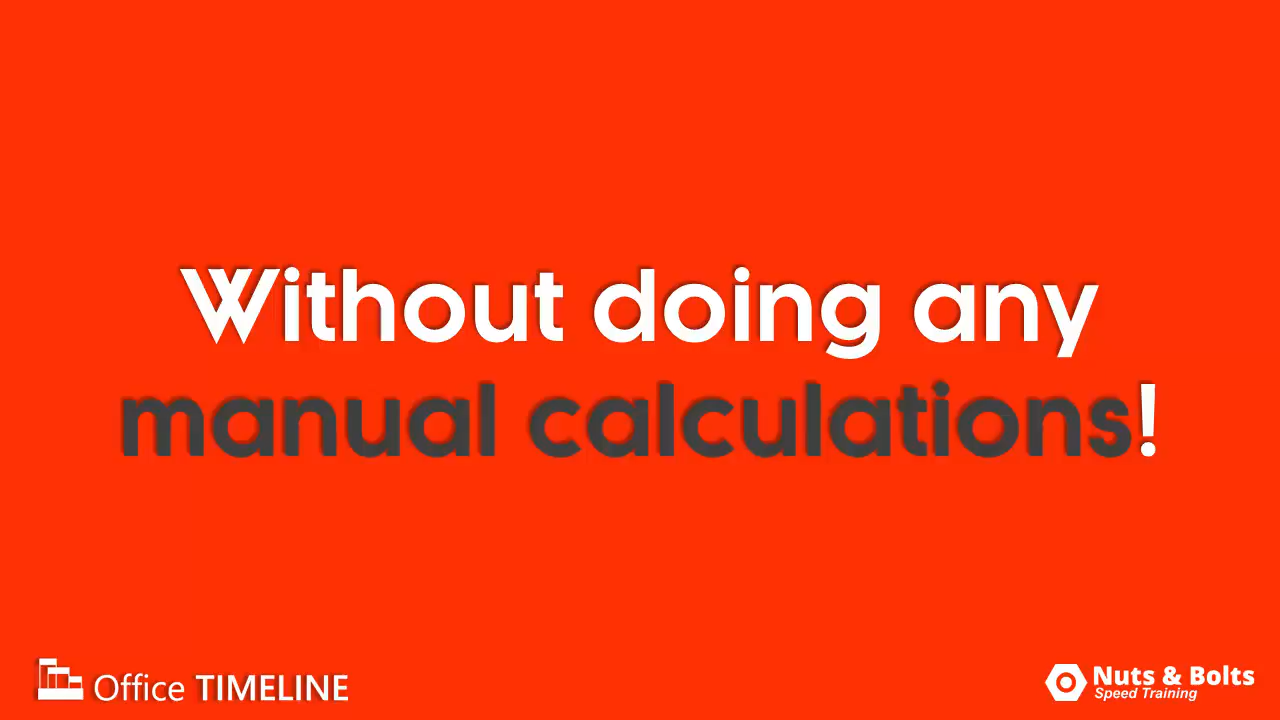 Without doing any
manual calculations!
Office TIMELINE
Nuts & Bolts
Speed Training